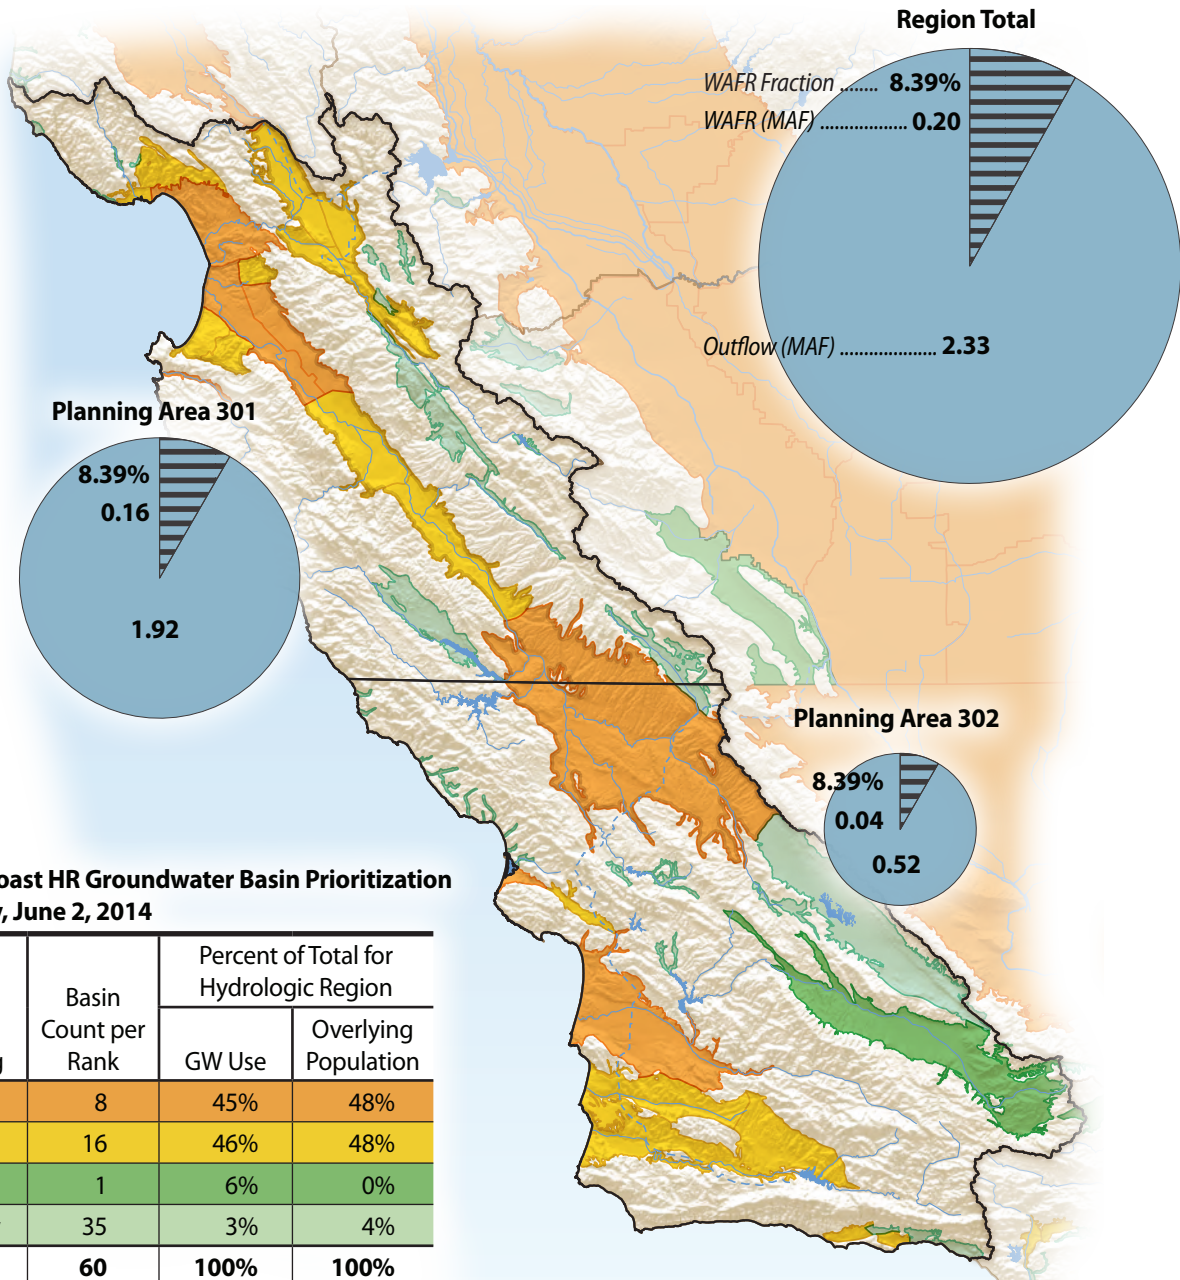 Region Total
WAFR Fraction ........ 8.39%
WAFR (MAF) .................. 0.20
Outflow (MAF) .................... 2.33
Planning Area 301
8.39%
0.16
1.92
Planning Area 302
8.39%
0.04
0.52
oast HR Groundwater Basin Prioritization
, June 2, 2014
Basin Count per Rank
Percent of Total for Hydrologic Region
GW Use
Overlying Population
8 45% 48%
16 46% 48%
1 6% 0%
35 3% 4%
60 100% 100%